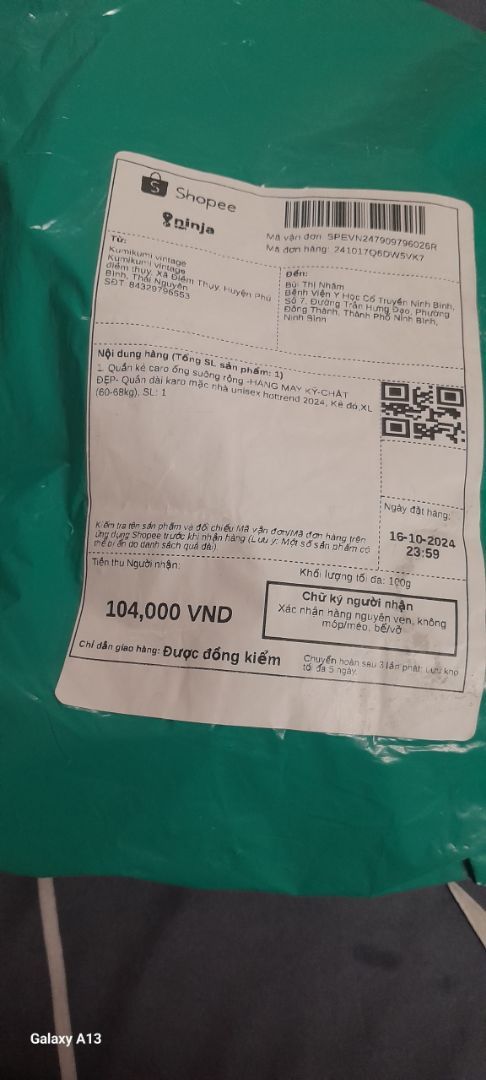 Shopee
ninja
Mã vận đơn: SPEVN247909796026R
Mã đơn hàng: 241017Q6DW5VK7
Từ:
Kumikumi vintage
Kumikumi vintage
điềm thụy, Xã Điềm Thụy, Huyện Phú
Bình, Thái Nguyên
SĐT: 84329796553
Đến:
Bùi Thị Nhâm
Bệnh Viện Y Học Cổ Truyền Ninh Bình,
Số 7, Đường Trần Hưng Đạo, Phường
Đông Thành, Thành Phố Ninh Bình,
Ninh Bình
Nội dung hàng (Tổng SL sản phẩm: 1)
1. Quần kẻ caro ống suông rộng -HÀNG MAY KỸ-CHẤT
ĐẸP- Quần dài karo mặc nhà unisex hottrend 2024, Kẻ đỏ,XL
(60-68kg), SL: 1
Kiểm tra tên sản phẩm và đối chiếu Mã vận đơn/Mã đơn hàng trên
ứng dụng Shopee trước khi nhận hàng (Lưu ý: Một số sản phẩm có
thể bị ẩn do danh sách quá dài)
Ngày đặt hàng:
16-10-2024
23:59
Tiền thu Người nhận:
104,000 VND
Khối lượng tối đa: 100g
Chữ ký người nhận
Xác nhận hàng nguyên vẹn, không
móp/méo, bể/vỡ
Chỉ dẫn giao hàng: Được đồng kiểm
Chuyển hoàn sau 3 lần phát; Lưu kho
tối đa 5 ngày.
Galaxy A13